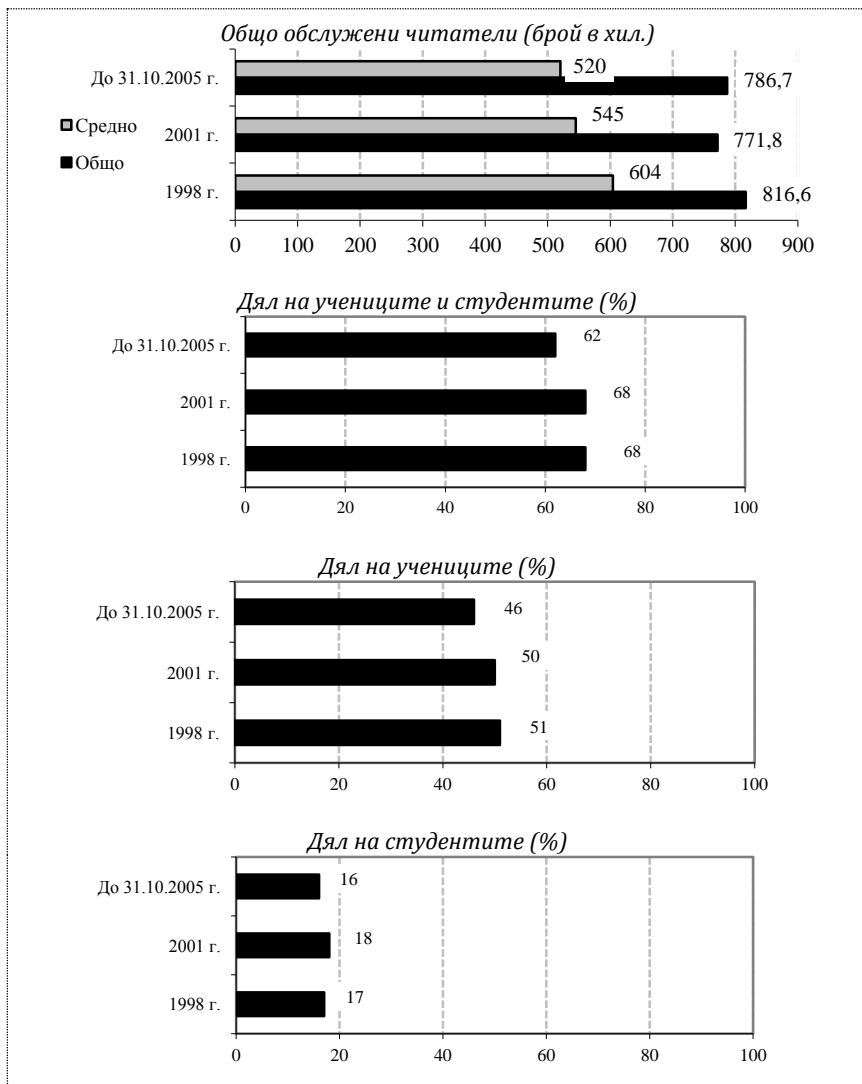 Общо обслужени читатели (брой в хил.)
До 31.10.2005 г.
520
786,7
Средно
Общо
2001 г.
545
771,8
1998 г.
604
816,6
0 100 200 300 400 500 600 700 800 900
Дял на учениците и студентите (%)
До 31.10.2005 г.
62
2001 г.
68
1998 г.
68
0 20 40 60 80 100
Дял на учениците (%)
До 31.10.2005 г.
46
2001 г.
50
1998 г.
51
0 20 40 60 80 100
Дял на студентите (%)
До 31.10.2005 г.
16
2001 г.
18
1998 г.
17
0 20 40 60 80 100